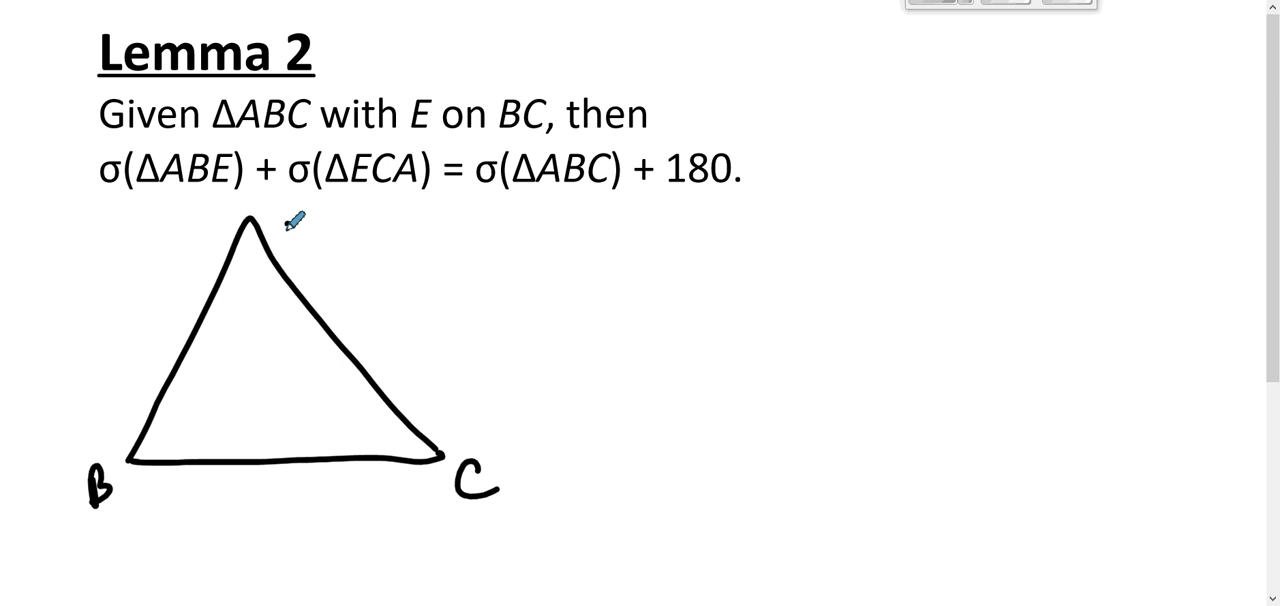 Lemma 2
Given ΔABC with E on BC, then
σ(ΔABE) + σ(ΔECA) = σ(ΔABC) + 180.
B
C